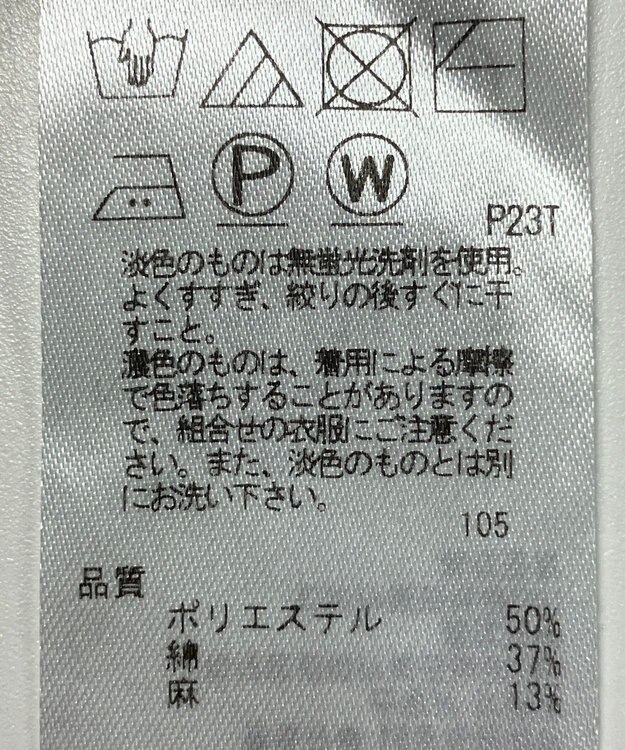 P
W
P23T
淡色のものは無蛍光洗剤を使用。
よくすすぎ、絞りの後すぐに干
すこと。
濃色のものは、着用による摩擦
で色落ちすることがありますの
で、組合せの衣服にご注意くだ
さい。また、淡色のものとは別
にお洗い下さい。
105
品質
ポリエステル 50%
綿 37%
麻 13%